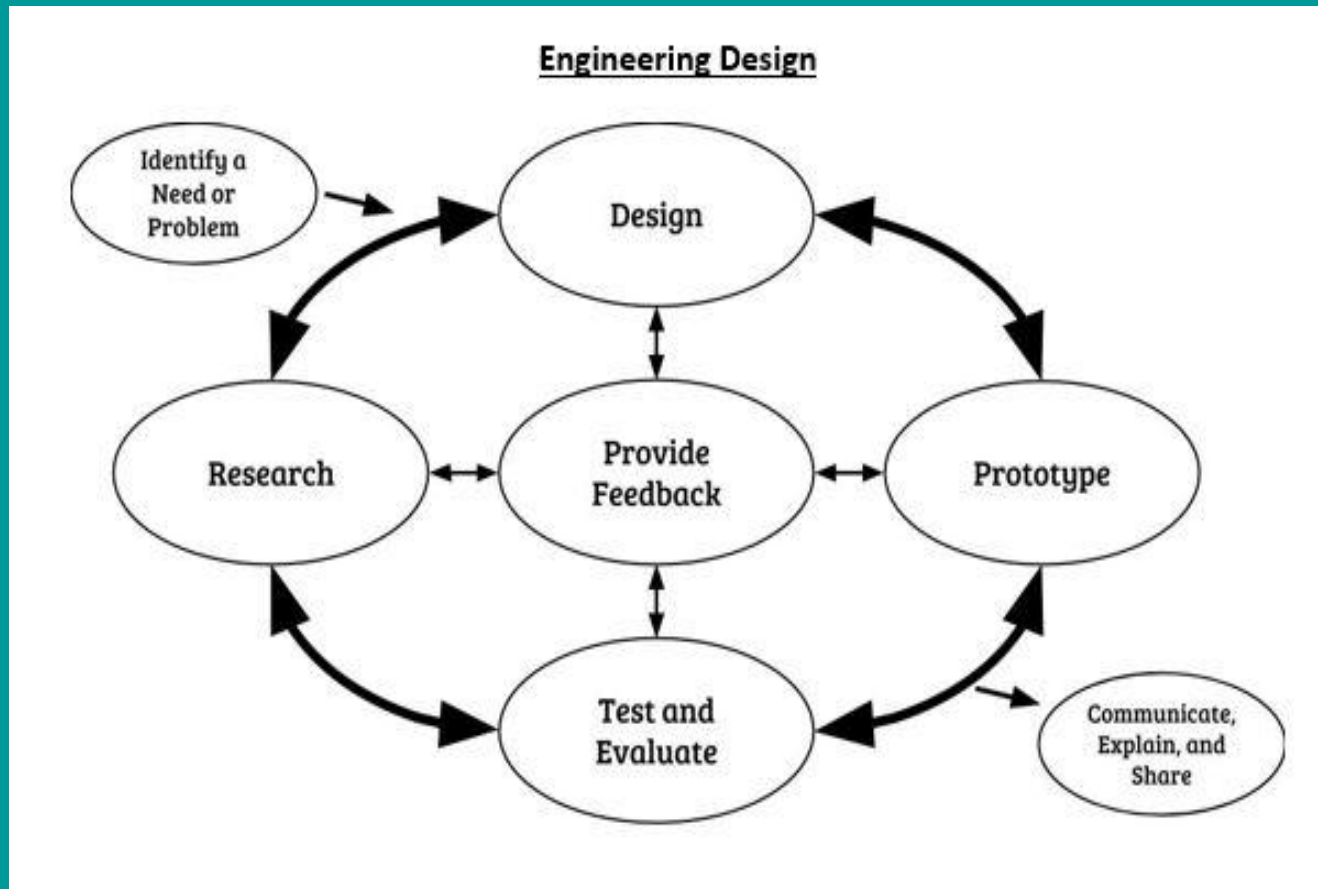 Engineering Design
Identify a
Need or
Problem
Design
Research
Provide
Feedback
Prototype
Test and
Evaluate
Communicate,
Explain, and
Share